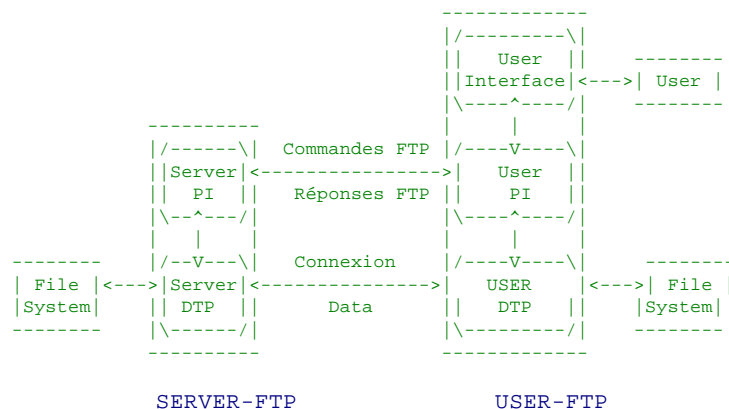 -------------
                                            |/---------\|
                                            ||   User  ||     --------
                                            ||Interface|<--->| User |
                                            |\----^----/|     --------
              ----------                    |     |     |
              |/------\|   Commandes FTP    |/----V----\|
              ||Server|<------------------->|   User  ||
              ||  PI  ||   Réponses FTP     ||    PI   ||
              |\--^---/|                    |\----^----/|
              |   |    |                    |     |     |
--------      |/--V---\|     Connexion      |/----V----\|      --------
| File |<--->|Server|<------------------->|   USER  |<--->| File |
|System|      || DTP  ||       Data         ||   DTP   ||     |System|
--------      |\------/|                    |\---------/|      --------
              ----------                    -------------
SERVER-FTP USER-FTP